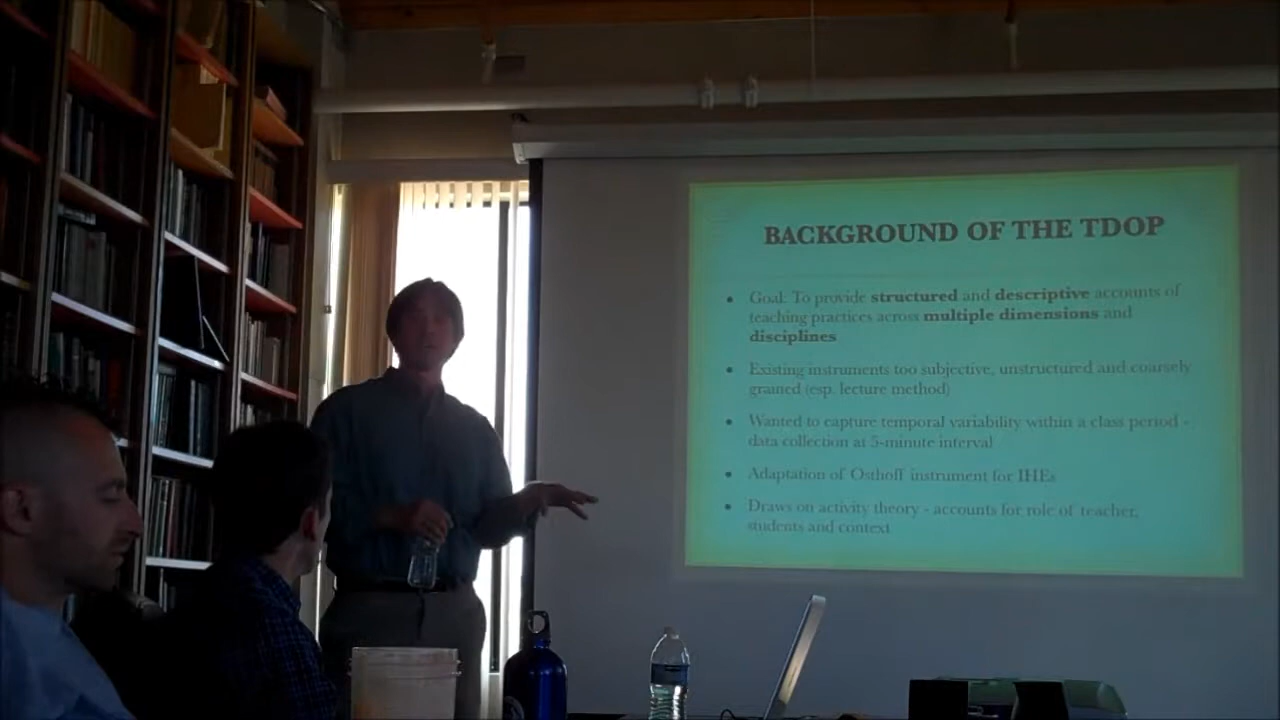 BACKGROUND OF THE TDOP
• Goal: To provide structured and descriptive accounts of
teaching practices across multiple dimensions and
disciplines
• Existing instruments too subjective, unstructured and coarsely
grained (esp. lecture method)
• Wanted to capture temporal variability within a class period -
data collection at 5-minute interval
• Adaptation of Osthoff instrument for IHEs
• Draws on activity theory - accounts for role of teacher,
students and context